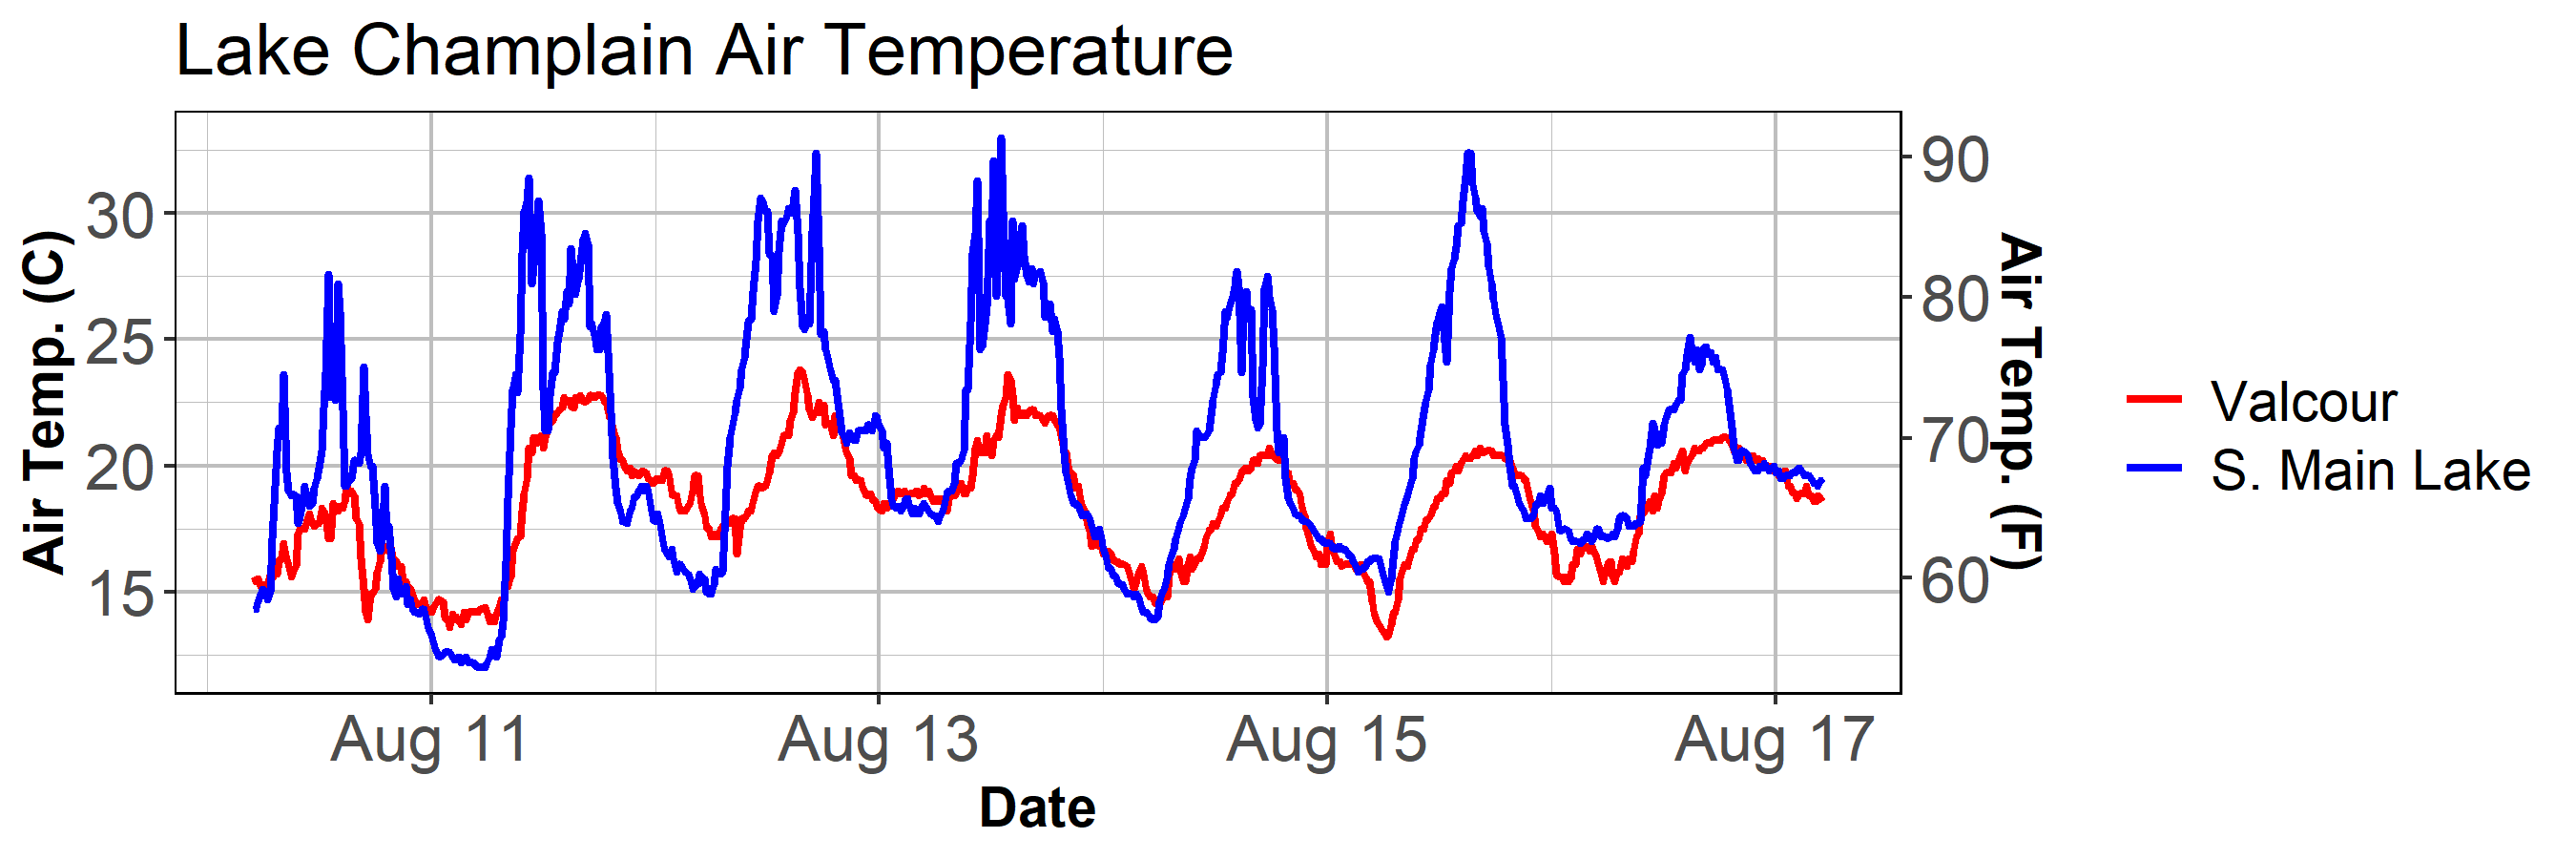 Lake Champlain Air Temperature
Air Temp. (C)
30
25
20
15
90
80
70
60
Air Temp. (F)
Aug 11
Aug 13
Aug 15
Aug 17
Date
Valcour
S. Main Lake